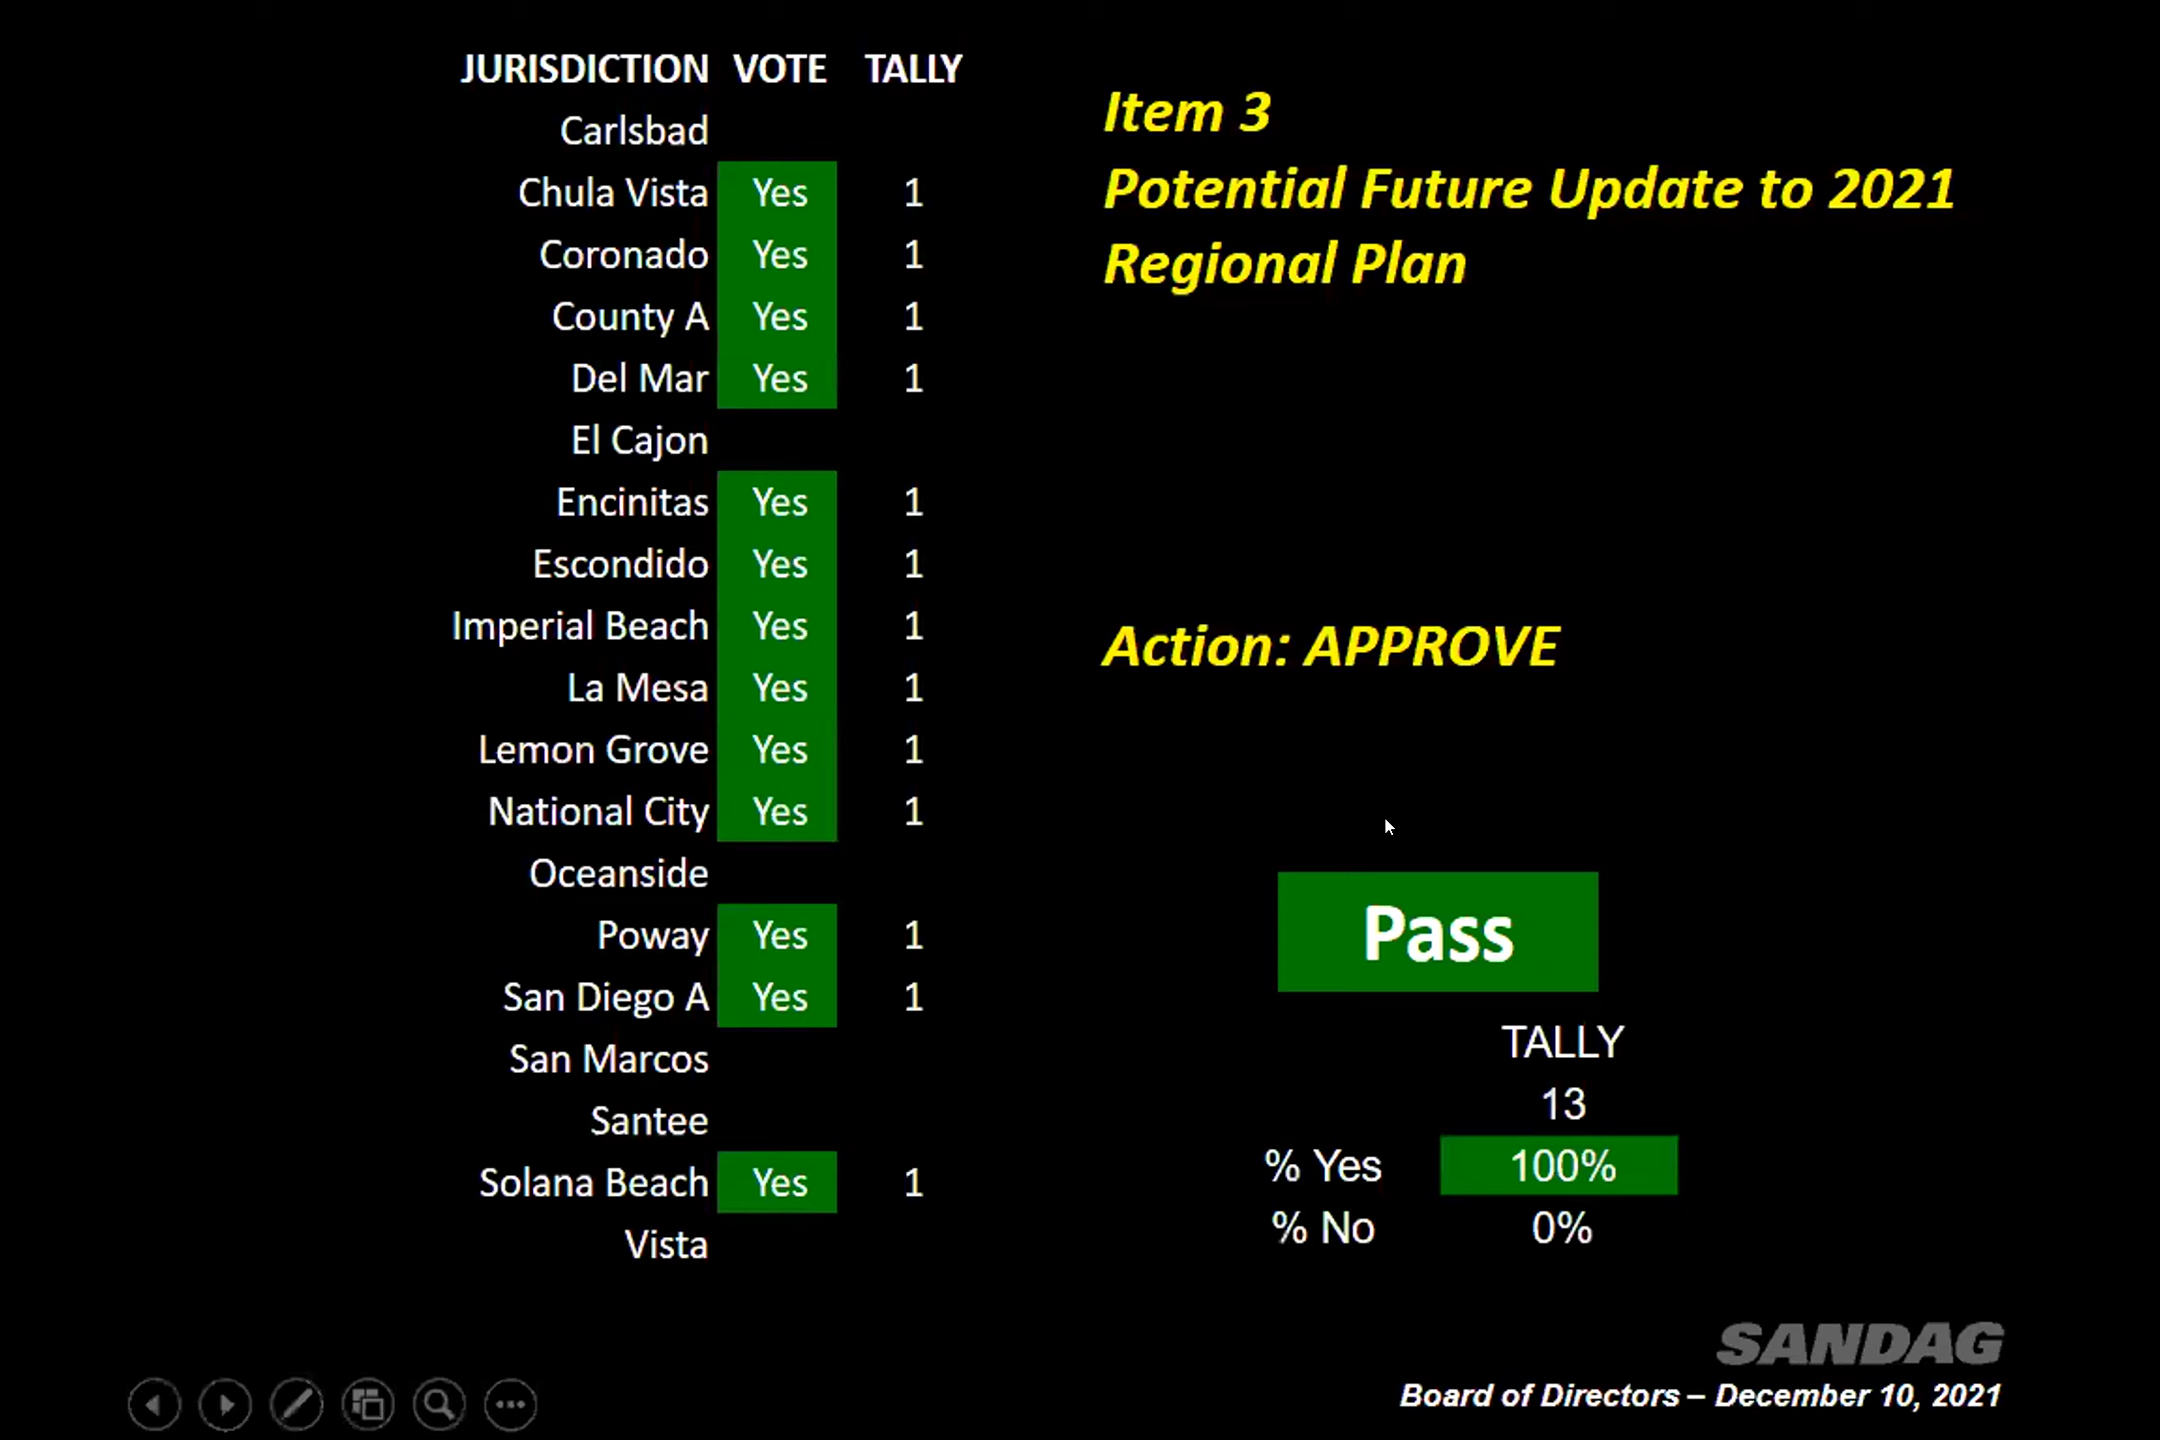 JURISDICTION VOTE TALLY
Carlsbad
Chula Vista Yes 1
Coronado Yes 1
County A Yes 1
Del Mar Yes 1
El Cajon
Encinitas Yes 1
Escondido Yes 1
Imperial Beach Yes 1
La Mesa Yes 1
Lemon Grove Yes 1
National City Yes 1
Oceanside
Poway Yes 1
San Diego A Yes 1
San Marcos
Santee
Solana Beach Yes 1
Vista
Item 3
Potential Future Update to 2021
Regional Plan
Action: APPROVE
Pass
TALLY
13
% Yes 100%
% No 0%
SANDAG
Board of Directors – December 10, 2021